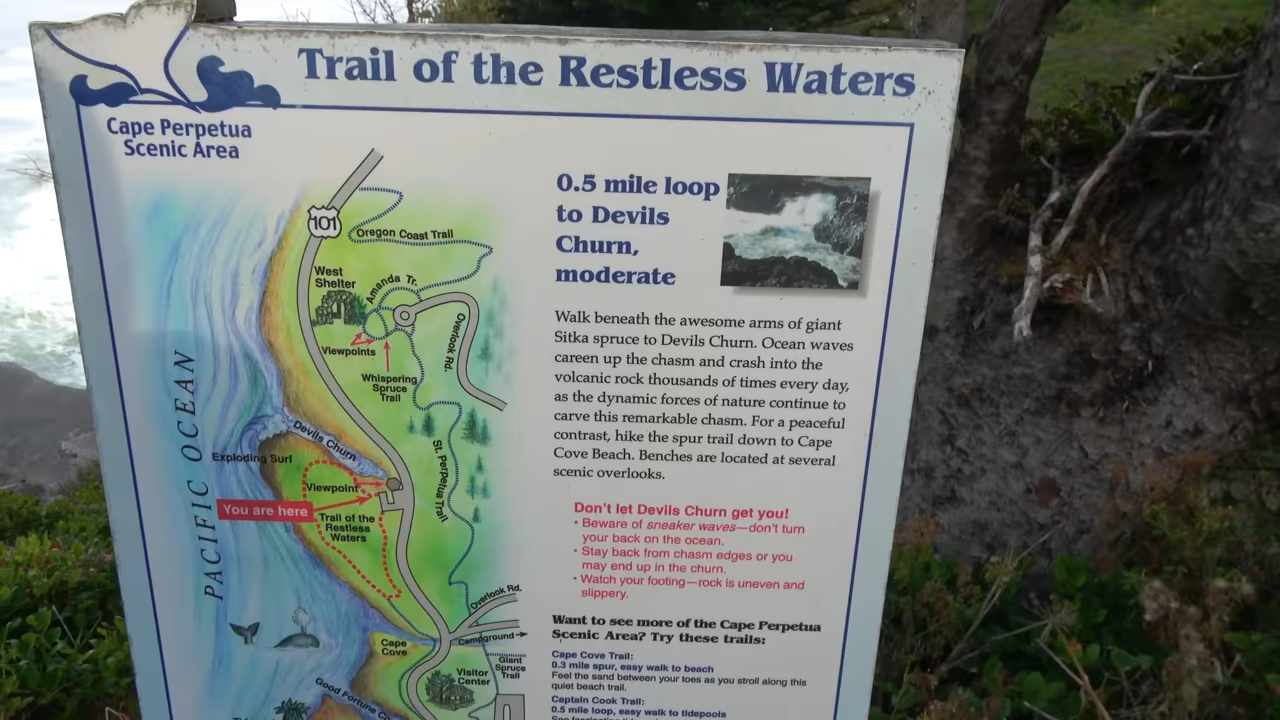 Trail of the Restless Waters
Cape Perpetua
Scenic Area
0.5 mile loop
to Devils
Churn,
moderate
Walk beneath the awesome arms of giant
Sitka spruce to Devils Churn. Ocean waves
careen up the chasm and crash into the
volcanic rock thousands of times every day,
as the dynamic forces of nature continue to
carve this remarkable chasm. For a peaceful
contrast, hike the spur trail down to Cape
Cove Beach. Benches are located at several
scenic overlooks.
Don't let Devils Churn get you!
• Beware of sneaker waves—don't turn
your back on the ocean.
• Stay back from chasm edges or you
may end up in the churn.
• Watch your footing—rock is uneven and
slippery.
Want to see more of the Cape Perpetua
Scenic Area? Try these trails:
Cape Cove Trail:
0.3 mile spur, easy walk to beach
Feel the sand between your toes as you stroll along this
quiet beach trail.
Captain Cook Trail:
0.5 mile loop, easy walk to tidepools
101
Oregon Coast Trail
West
Shelter
Amanda Tr.
Viewpoints
Overlook Rd.
Whispering
Spruce
Trail
PACIFIC OCEAN
Devils Churn
Exploding Surf
St. Perpetua Trail
Viewpoint
You are here
Trail of the
Restless
Waters
Overlook Rd.
Campground
Cape
Cove
Giant
Spruce
Trail
Visitor
Center
Good Fortune